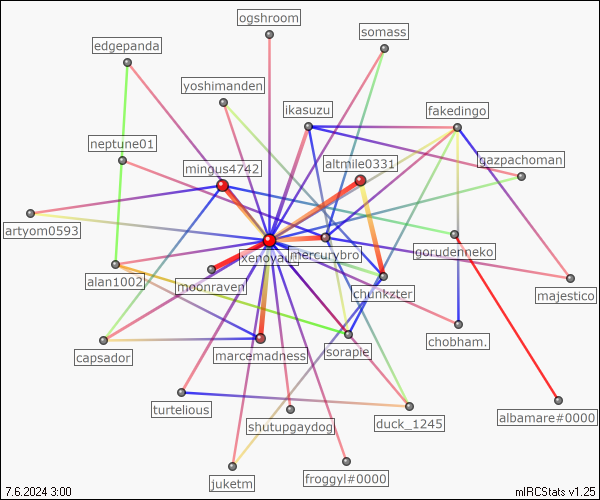 ogshroom
somass
edgepanda
yoshimanden
ikasuzu
fakedingo
neptune01
mingus4742
altmile0331
gazpachoman
artyom0593
xenoyaui
mercurybro
gorudenneko
alan1002
moonraven
chunkzter
majestico
capsador
marcemadness
sorapie
chobham.
turtelious
shutupgaydog
duck_1245
albamare#0000
juketm
froggyl#0000
7.6.2024 3:00
mIRCStats v1.25